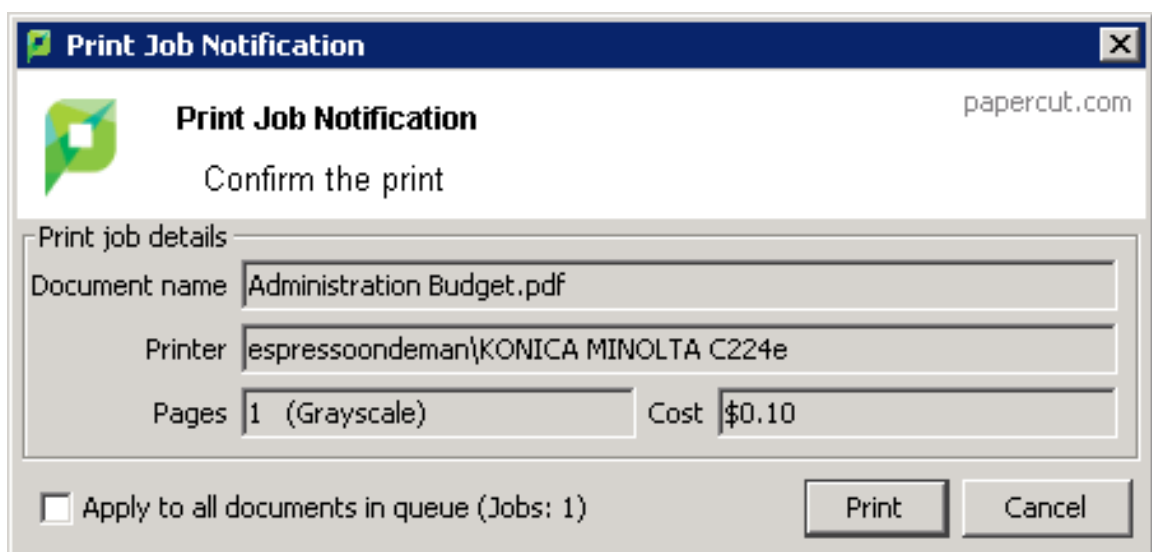 Print Job Notification
Print Job Notification
papercut.com
Confirm the print
Print job details
Document name Administration Budget.pdf
Printer espressoondeman\KONICA MINOLTA C224e
Pages 1 (Grayscale) Cost $0.10
Apply to all documents in queue (Jobs: 1) Print Cancel